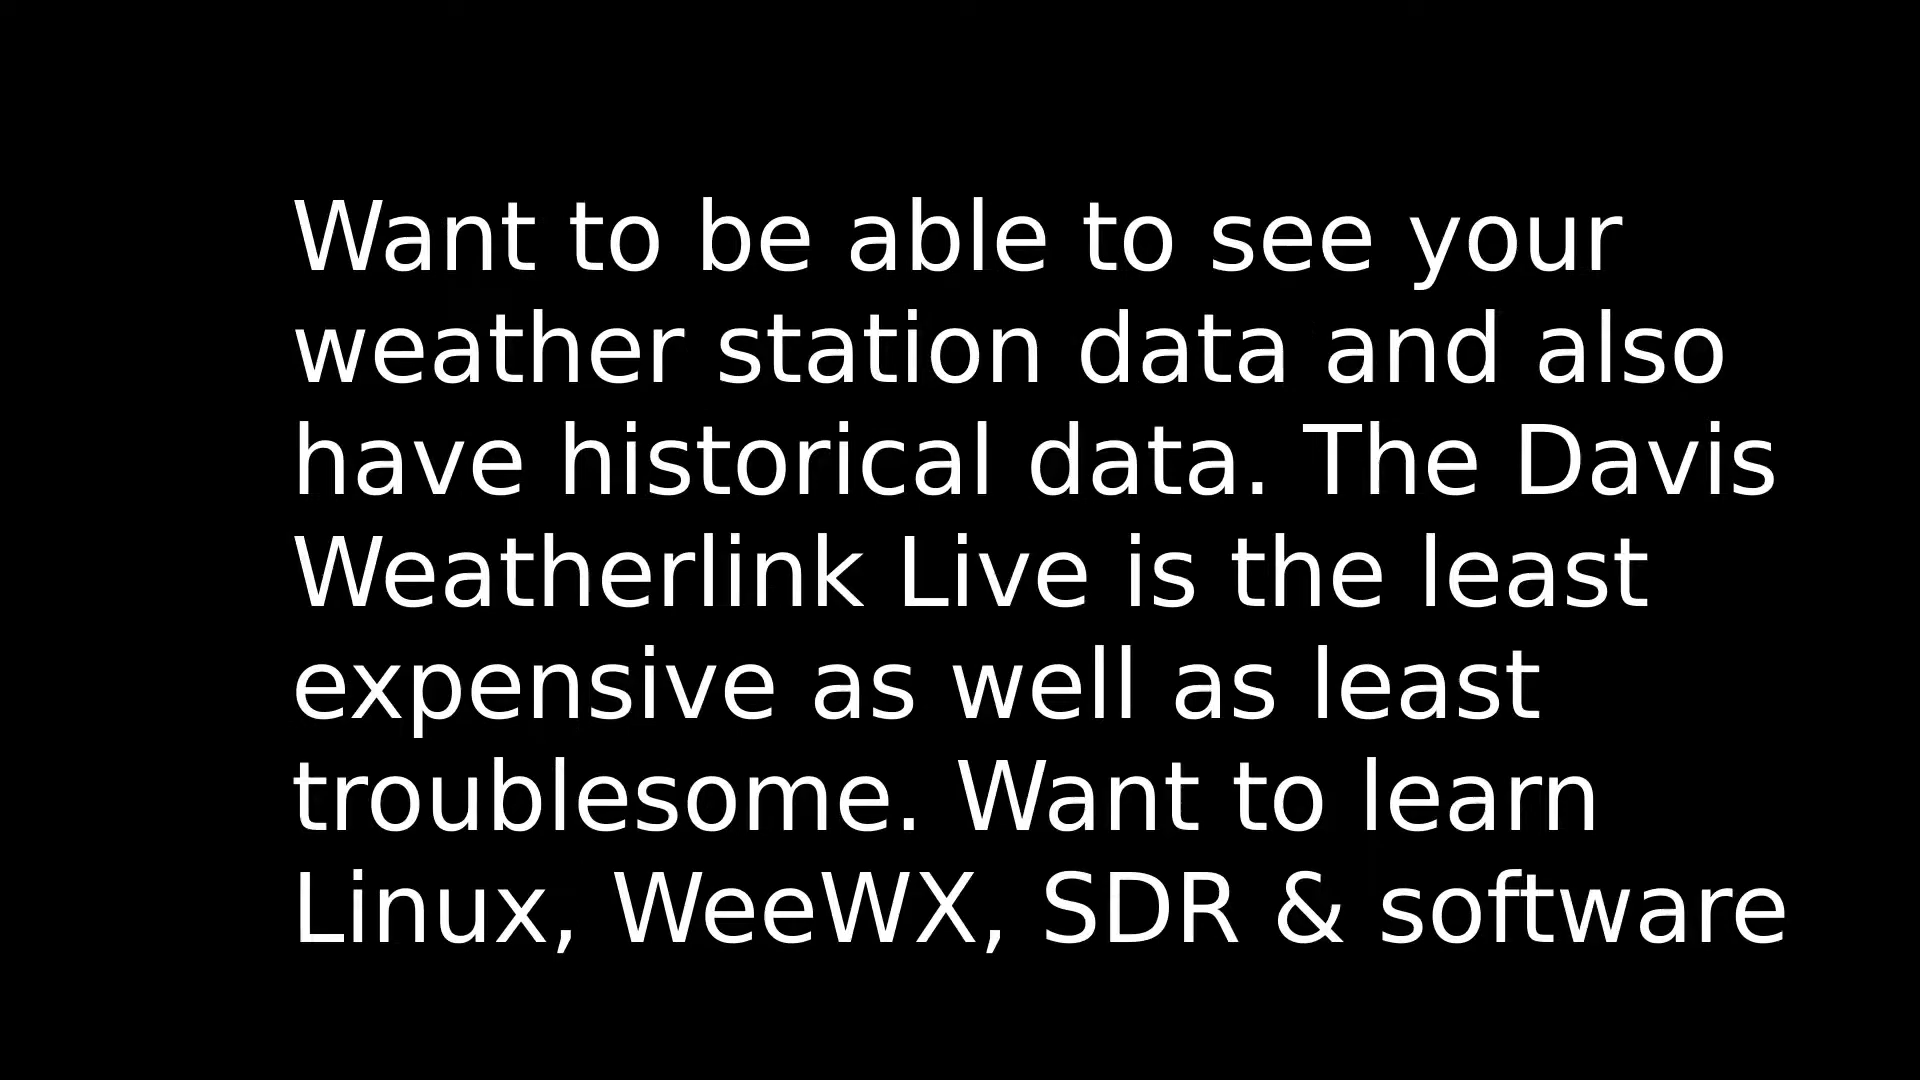 Want to be able to see your
weather station data and also
have historical data. The Davis
Weatherlink Live is the least
expensive as well as least
troublesome. Want to learn
Linux, WeeWX, SDR & software